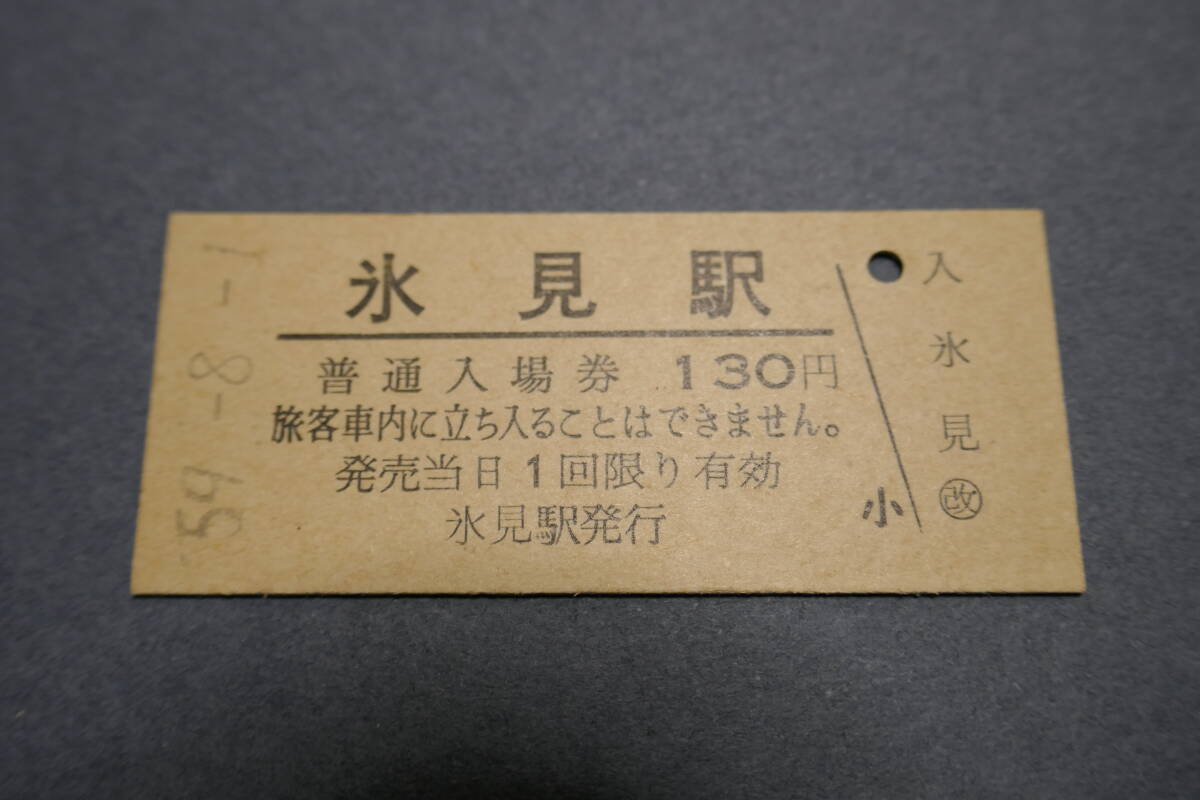 氷見駅
普通入場券 130円
旅客車内に立ち入ることはできません。
発売当日1回限り有効
氷見駅発行
小
入氷見㊋改
59-8-1